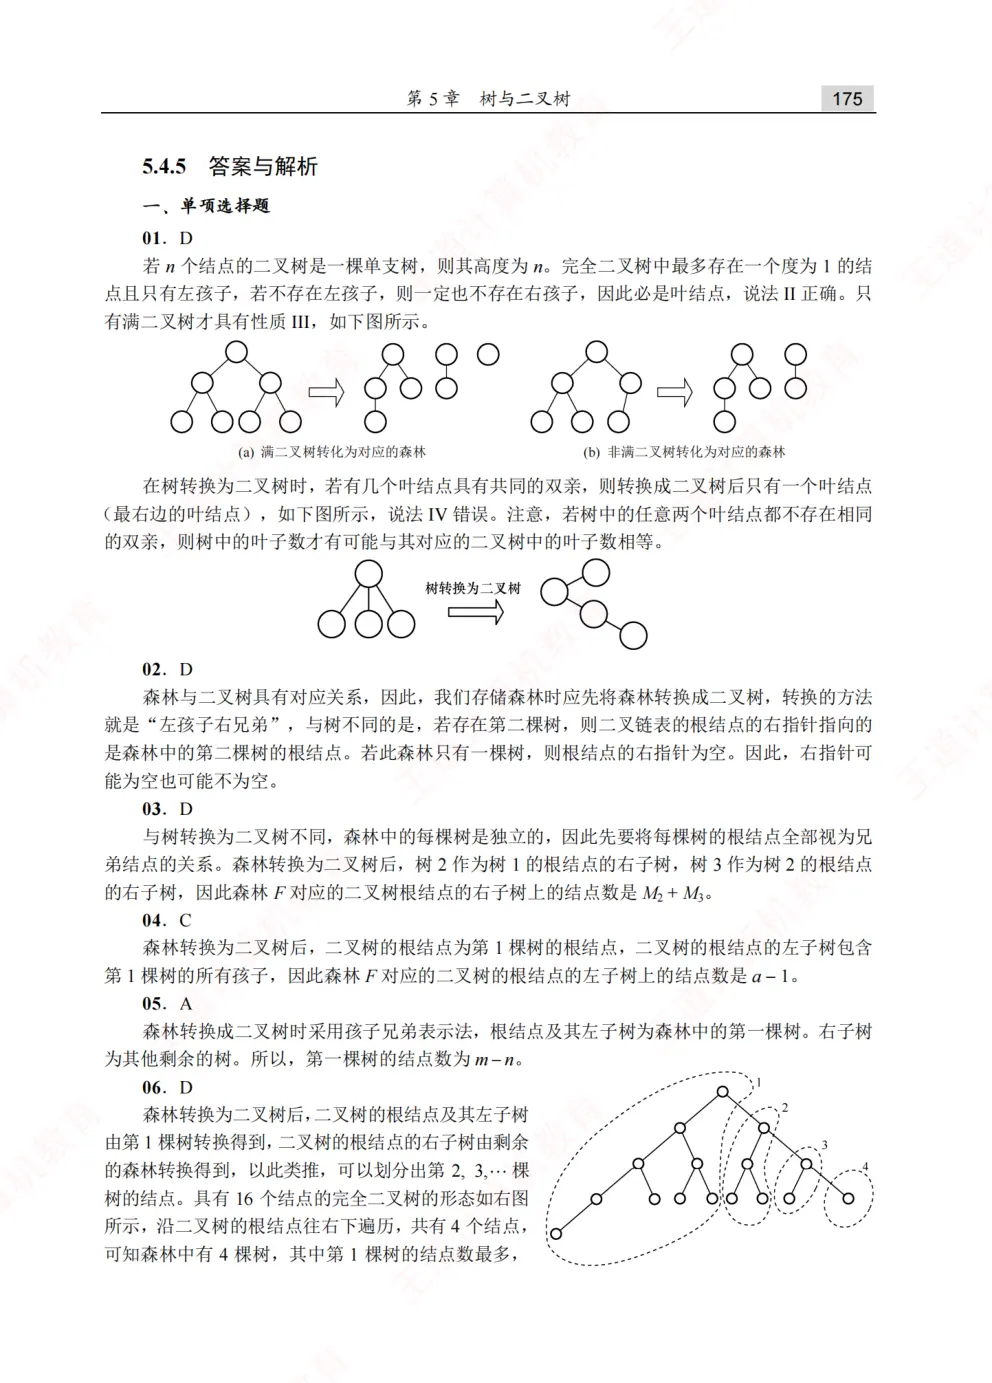 第 5 章 树与二叉树 175
5.4.5 答案与解析
一、单项选择题
01．D
若 n 个结点的二叉树是一棵单支树，则其高度为 n。完全二叉树中最多存在一个度为 1 的结
点且只有左孩子，若不存在左孩子，则一定也不存在右孩子，因此必是叶结点，说法 II 正确。只
有满二叉树才具有性质 III，如下图所示。
(a) 满二叉树转化为对应的森林 (b) 非满二叉树转化为对应的森林
在树转换为二叉树时，若有几个叶结点具有共同的双亲，则转换成二叉树后只有一个叶结点
（最右边的叶结点），如下图所示，说法 IV 错误。注意，若树中的任意两个叶结点都不存在相同
的双亲，则树中的叶子数才有可能与其对应的二叉树中的叶子数相等。
树转换为二叉树
02．D
森林与二叉树具有对应关系，因此，我们存储森林时应先将森林转换成二叉树，转换的方法
就是“左孩子右兄弟”，与树不同的是，若存在第二棵树，则二叉链表的根结点的右指针指向的
是森林中的第二棵树的根结点。若此森林只有一棵树，则根结点的右指针为空。因此，右指针可
能为空也可能不为空。
03．D
与树转换为二叉树不同，森林中的每棵树是独立的，因此先要将每棵树的根结点全部视为兄
弟结点的关系。森林转换为二叉树后，树 2 作为树 1 的根结点的右子树，树 3 作为树 2 的根结点
的右子树，因此森林 F 对应的二叉树根结点的右子树上的结点数是 M2 + M3。
04．C
森林转换为二叉树后，二叉树的根结点为第 1 棵树的根结点，二叉树的根结点的左子树包含
第 1 棵树的所有孩子，因此森林 F 对应的二叉树的根结点的左子树上的结点数是 a − 1。
05．A
森林转换成二叉树时采用孩子兄弟表示法，根结点及其左子树为森林中的第一棵树。右子树
为其他剩余的树。所以，第一棵树的结点数为 m − n。
06．D
森林转换为二叉树后，二叉树的根结点及其左子树
由第 1 棵树转换得到，二叉树的根结点的右子树由剩余
的森林转换得到，以此类推，可以划分出第 2, 3,⋯ 棵
树的结点。具有 16 个结点的完全二叉树的形态如右图
所示，沿二叉树的根结点往右下遍历，共有 4 个结点，
可知森林中有 4 棵树，其中第 1 棵树的结点数最多，
1
2
3
4